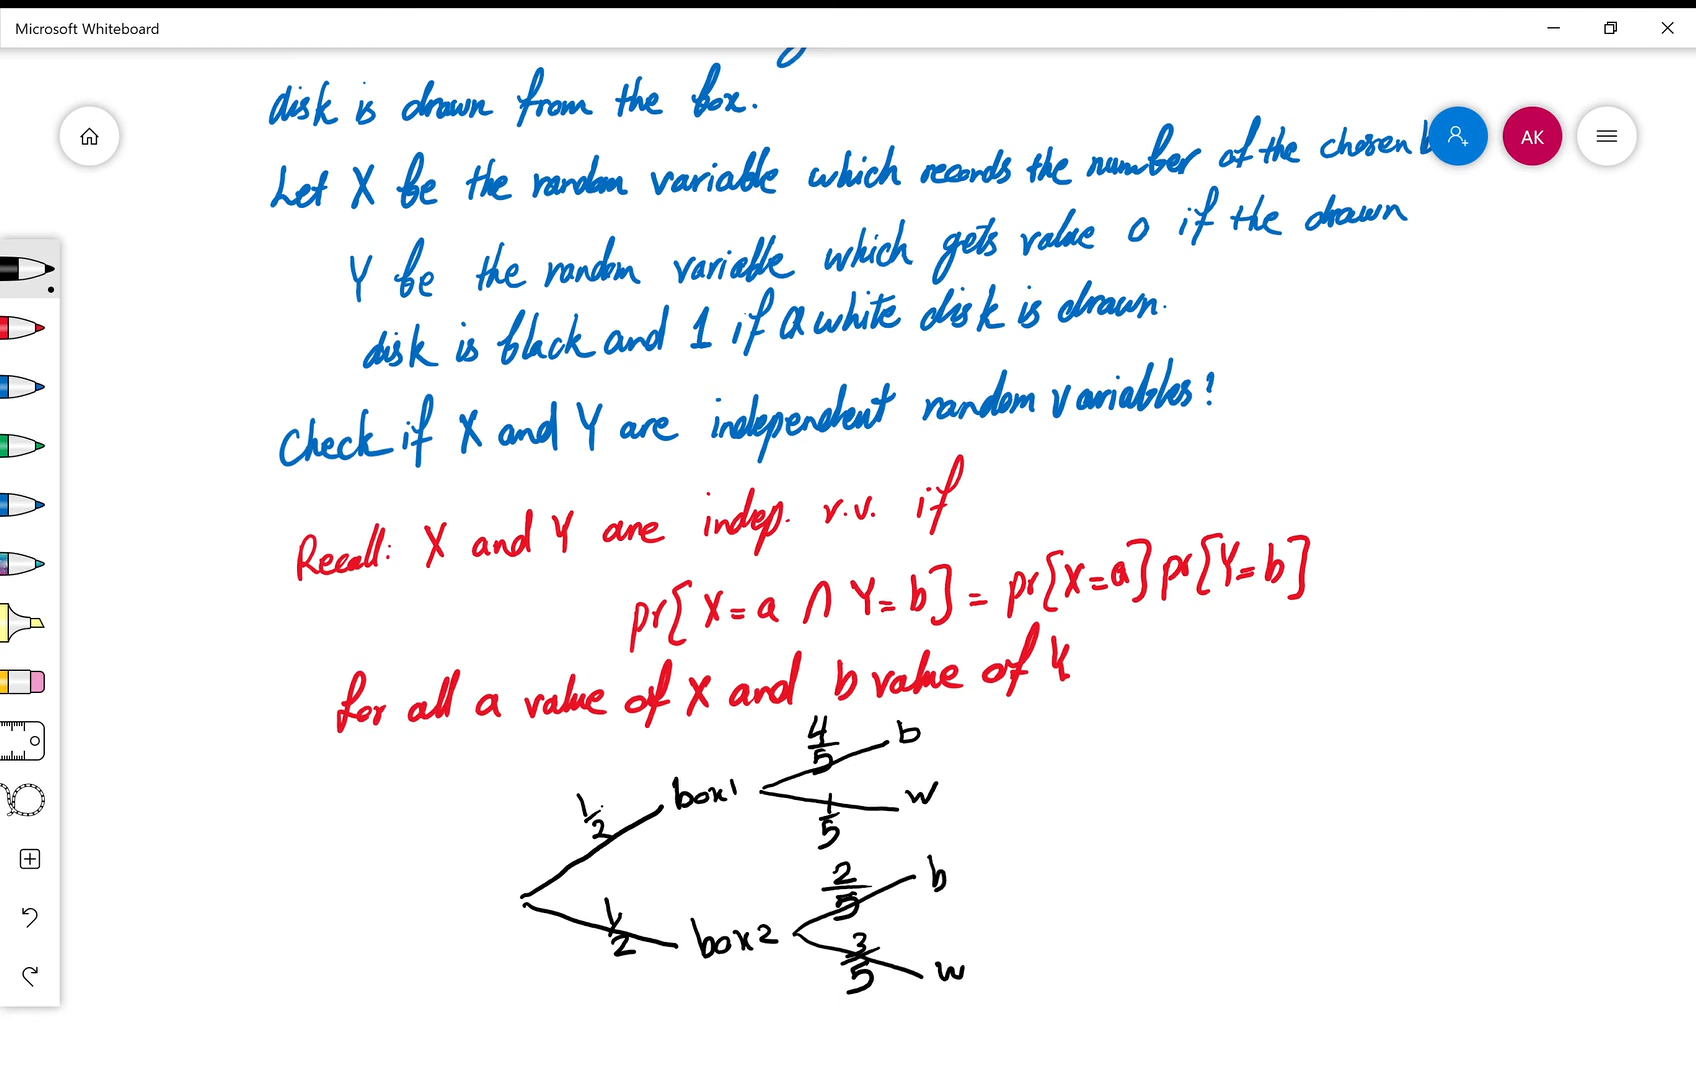 Microsoft Whiteboard
disk is drawn from the box.
Let X be the random variable which records the number of the chosen b
AK
Y be the random variable which gets value 0 if the drawn
disk is black and 1 if a white disk is drawn.
Check if X and Y are independent random variables?
Recall: X and Y are indep. r.v. if
pr[X=a ∩ Y=b] = pr[X=a] pr[Y=b]
for all a value of X and b value of Y
4/5 b
1/2 box1
1/5 w
2/5 b
1/2 box2
3/5 w